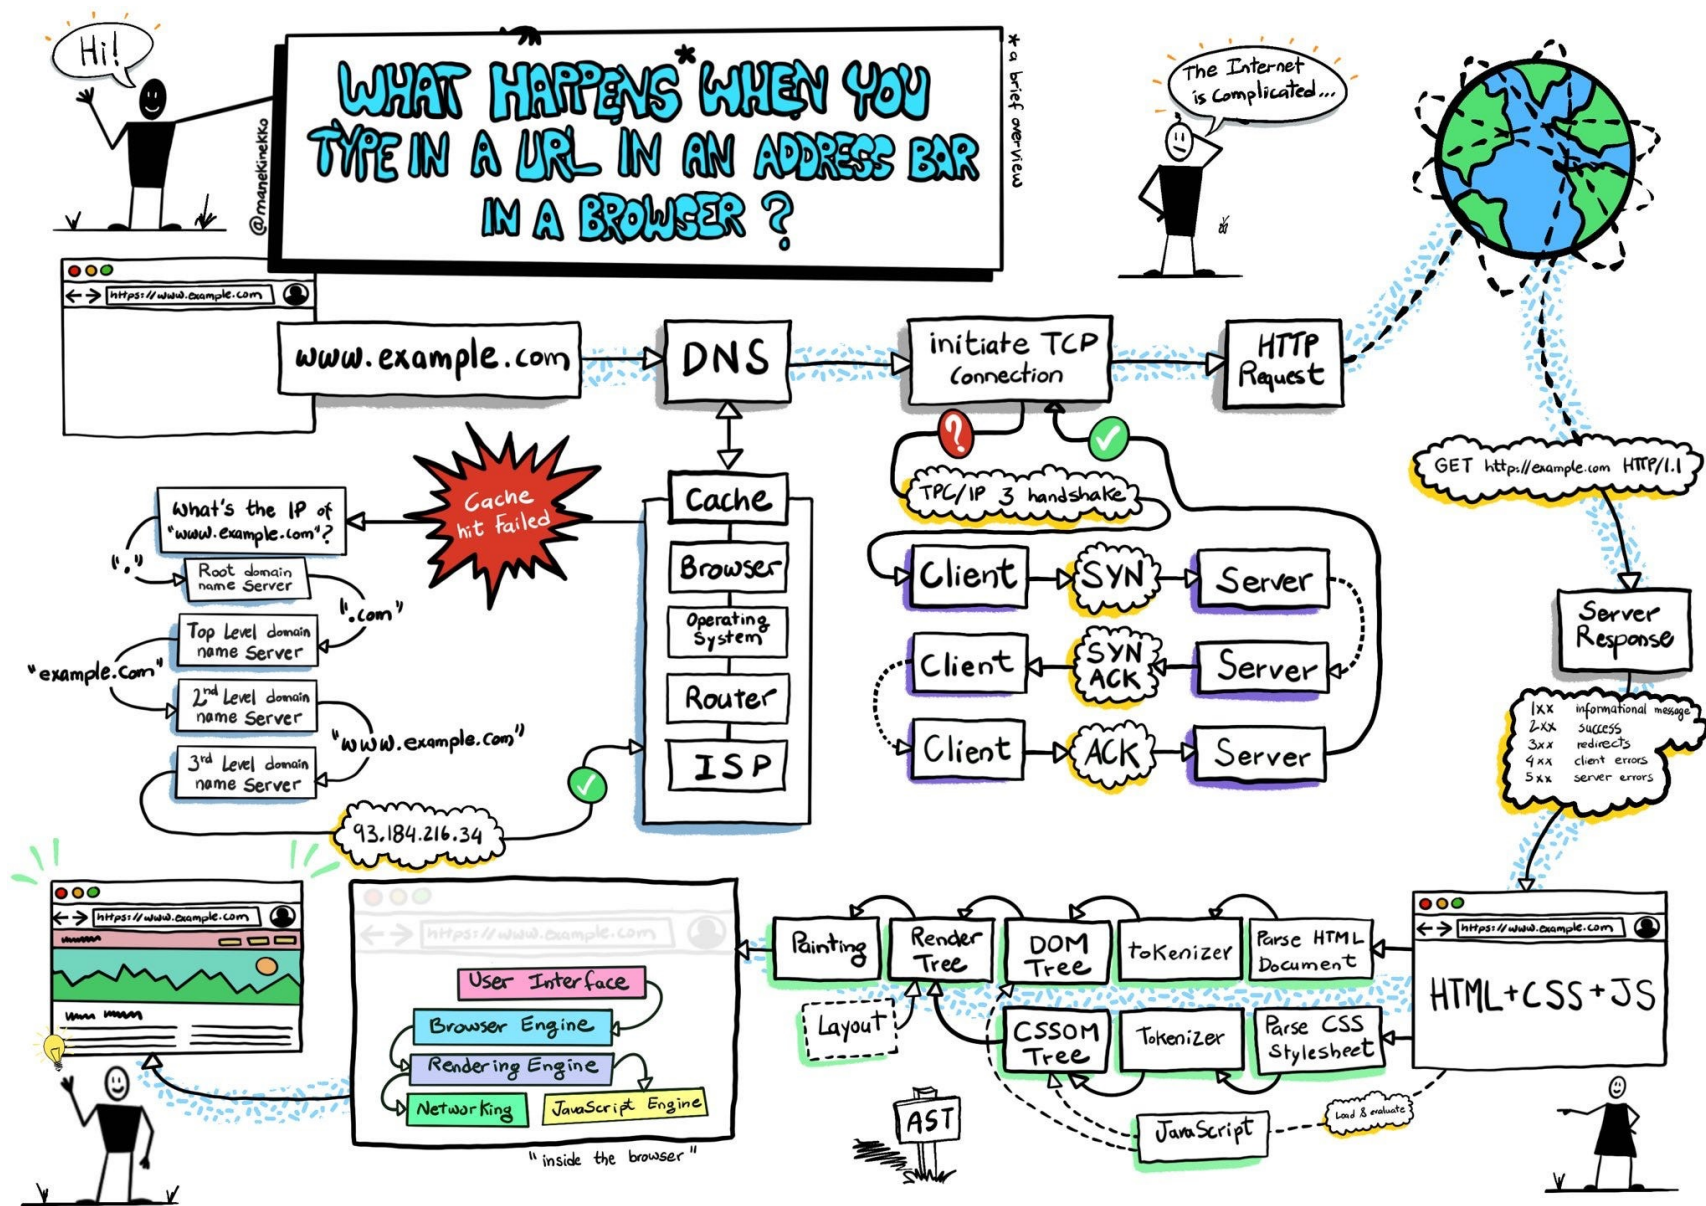 Hi!
WHAT HAPPENS* WHEN YOU
TYPE IN A URL IN AN ADDRESS BAR
IN A BROWSER ?
* a brief overview
@manekinekko
The Internet
is complicated...
https://www.example.com
www.example.com
DNS
initiate TCP
Connection
HTTP
Request
GET http://example.com HTTP/1.1
Server
Response
1xx informational message
2xx success
3xx redirects
4xx client errors
5xx server errors
Cache
Browser
Operating
System
Router
ISP
Cache
hit Failed
What's the IP of
"www.example.com"?
"."
Root domain
name Server
".com"
Top Level domain
name Server
"example.com"
2nd Level domain
name Server
"www.example.com"
3rd Level domain
name Server
93.184.216.34
?
TPC/IP 3 handshake
Client
SYN
Server
Client
SYN
ACK
Server
Client
ACK
Server
https://www.example.com
HTML+CSS+JS
Parse HTML
Document
toKenizer
DOM
Tree
Render
Tree
Painting
Layout
Parse CSS
Stylesheet
ToKenizer
CSSOM
Tree
Load & evaluate
JavaScript
AST
https://www.example.com
User Interface
Browser Engine
Rendering Engine
Networking
JavaScript Engine
"inside the browser"
https://www.example.com